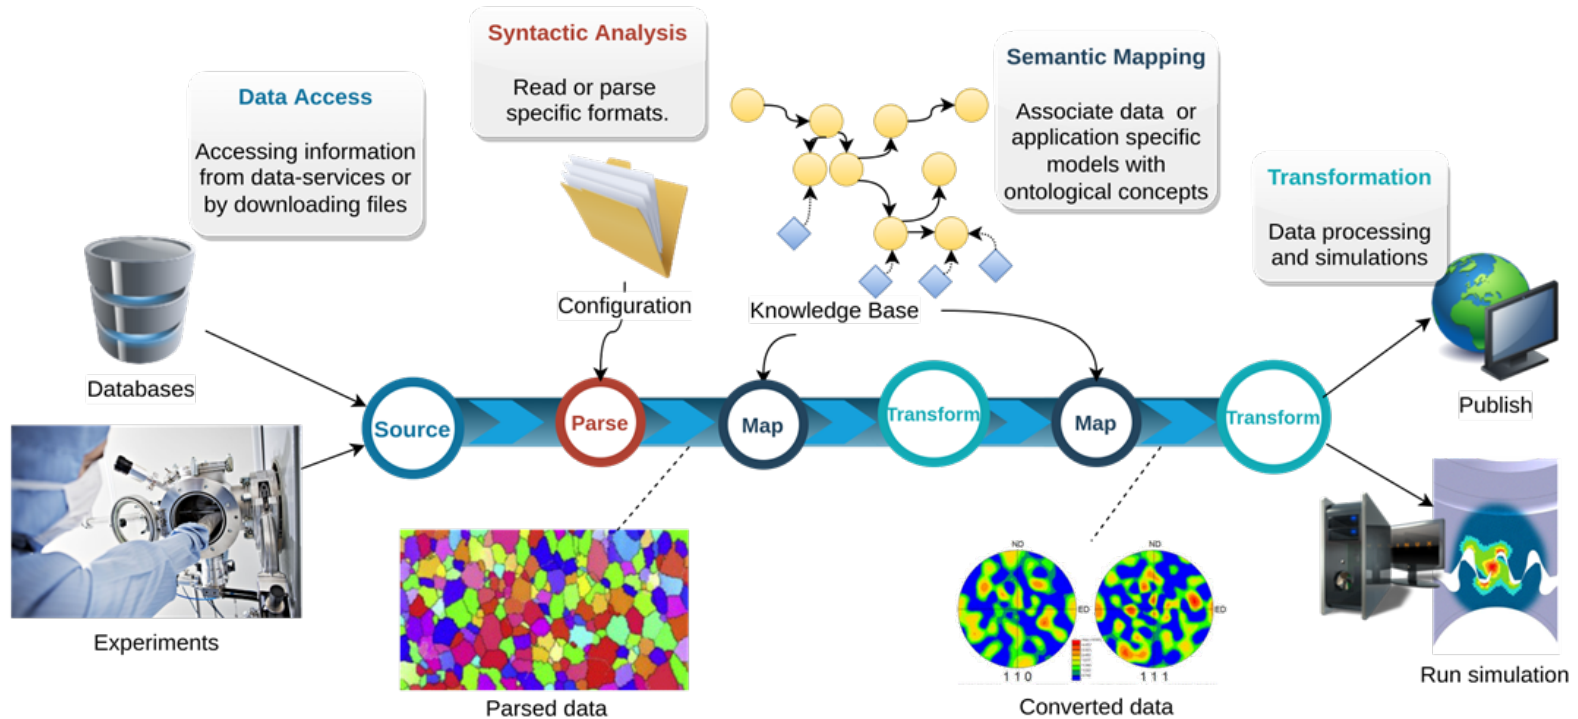 Data Access
Accessing information
from data-services or
by downloading files
Syntactic Analysis
Read or parse
specific formats.
Semantic Mapping
Associate data or
application specific
models with
ontological concepts
Transformation
Data processing
and simulations
Configuration
Knowledge Base
Databases
Publish
Source
Parse
Map
Transform
Map
Transform
Experiments
Parsed data
ND
ED
1 1 0
ND
ED
1 1 1
Converted data
Run simulation